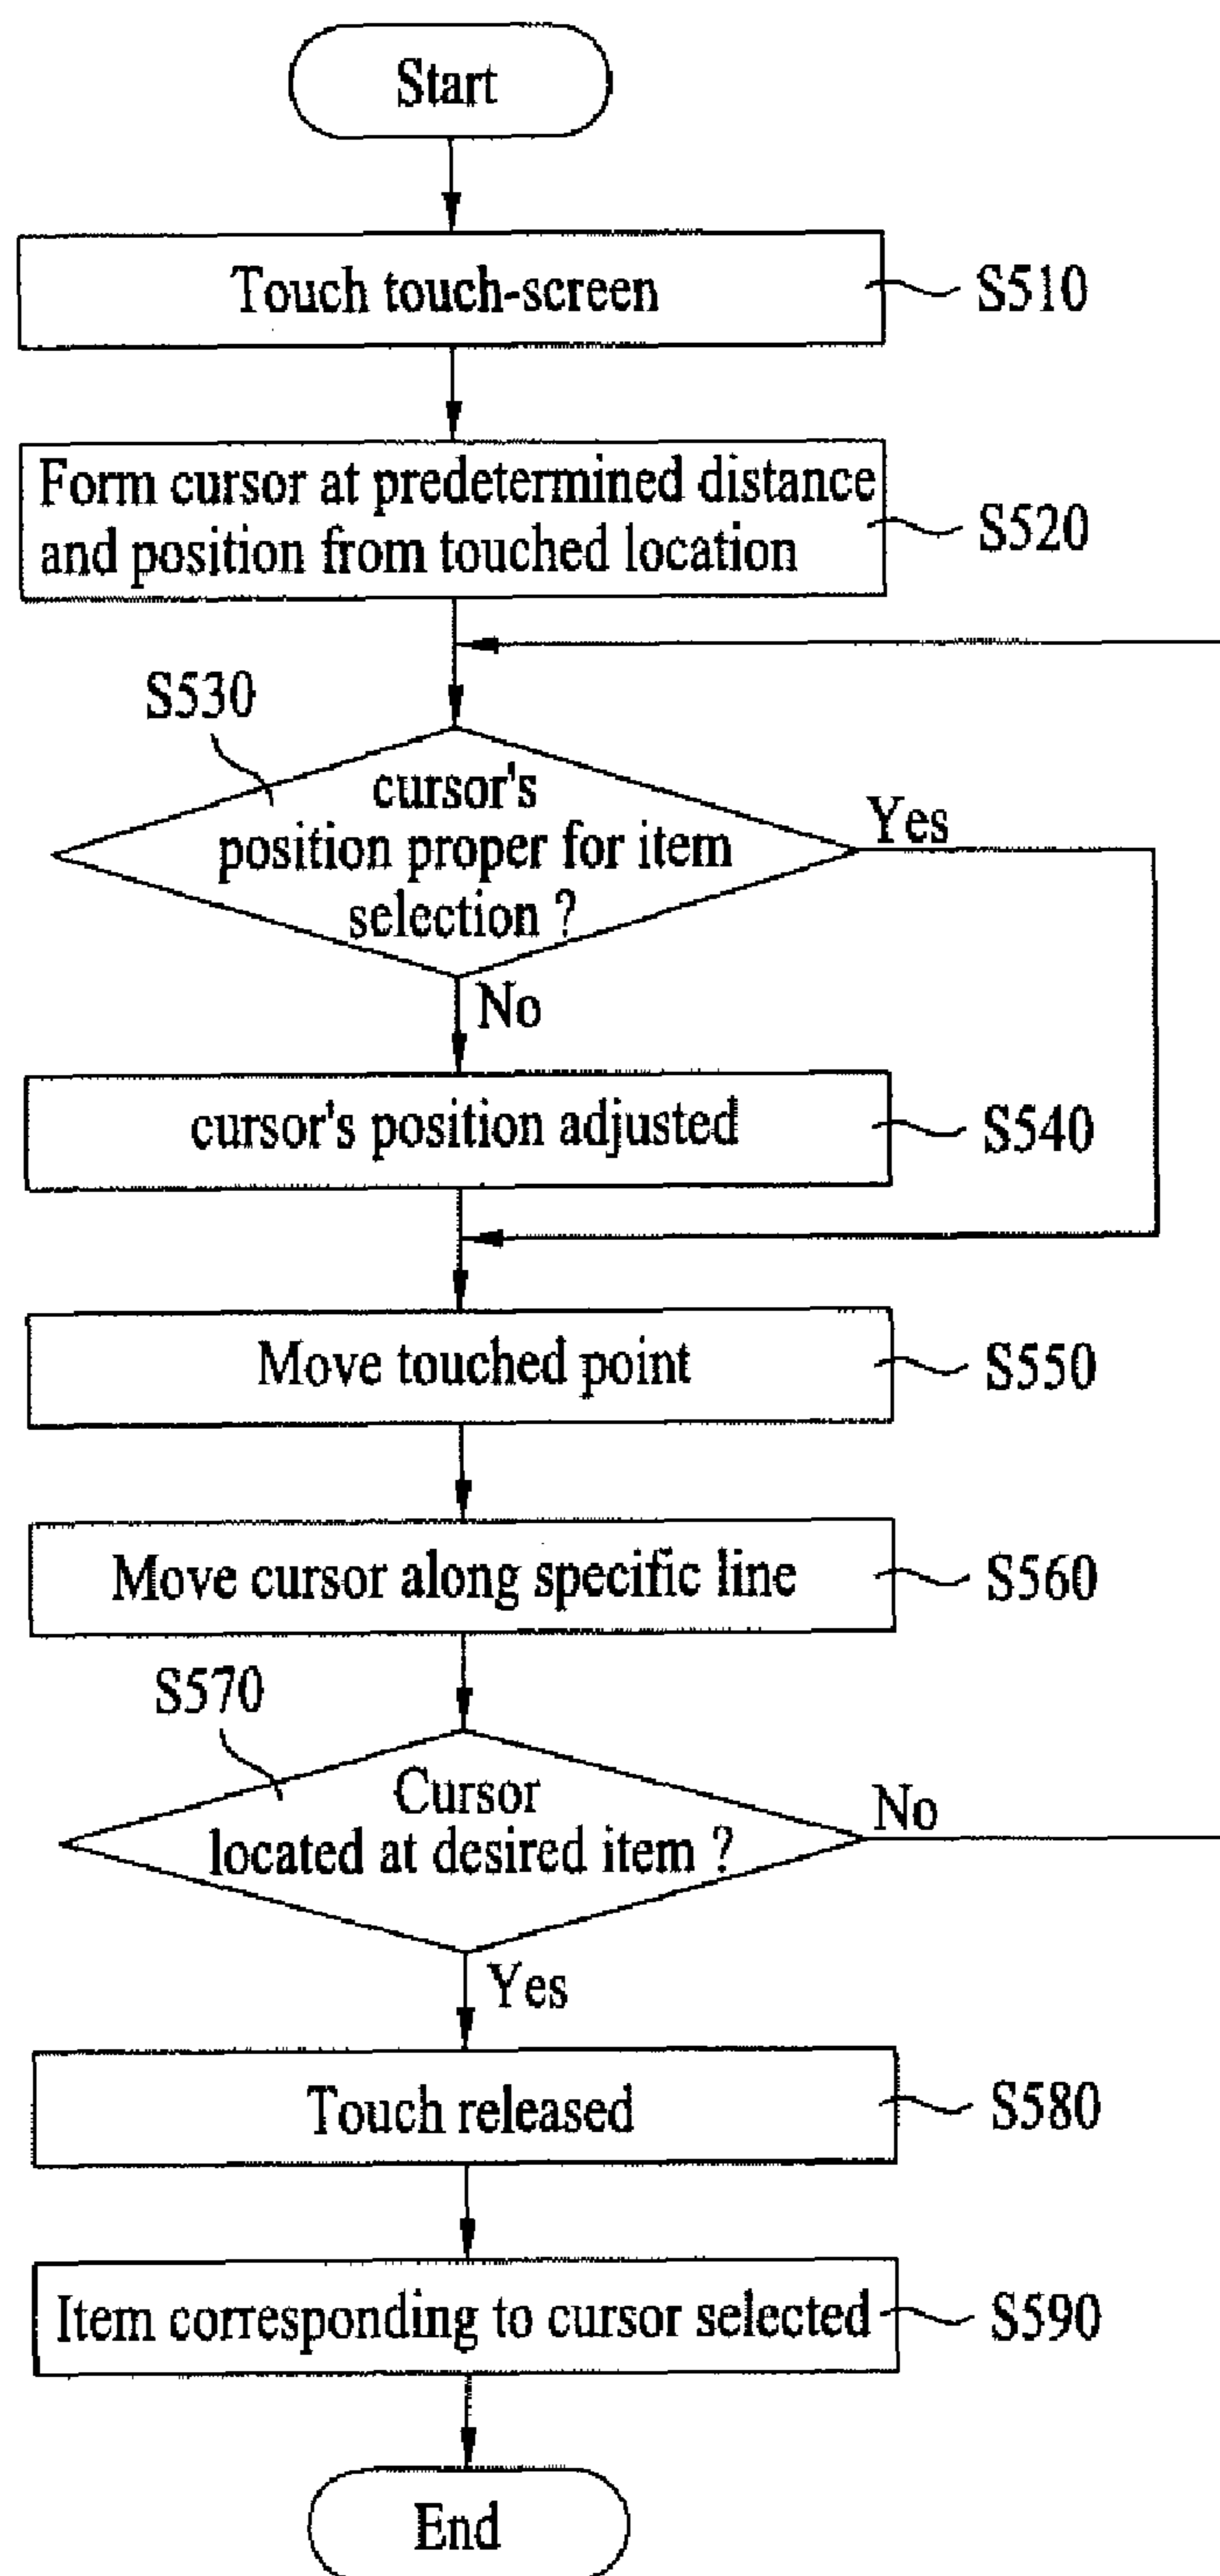 Start
Touch touch-screen
S510
Form cursor at predetermined distance
and position from touched location
S520
S530
cursor's
position proper for item
selection ?
Yes
No
cursor's position adjusted
S540
Move touched point
S550
Move cursor along specific line
S560
S570
Cursor
located at desired item ?
No
Yes
Touch released
S580
Item corresponding to cursor selected
S590
End